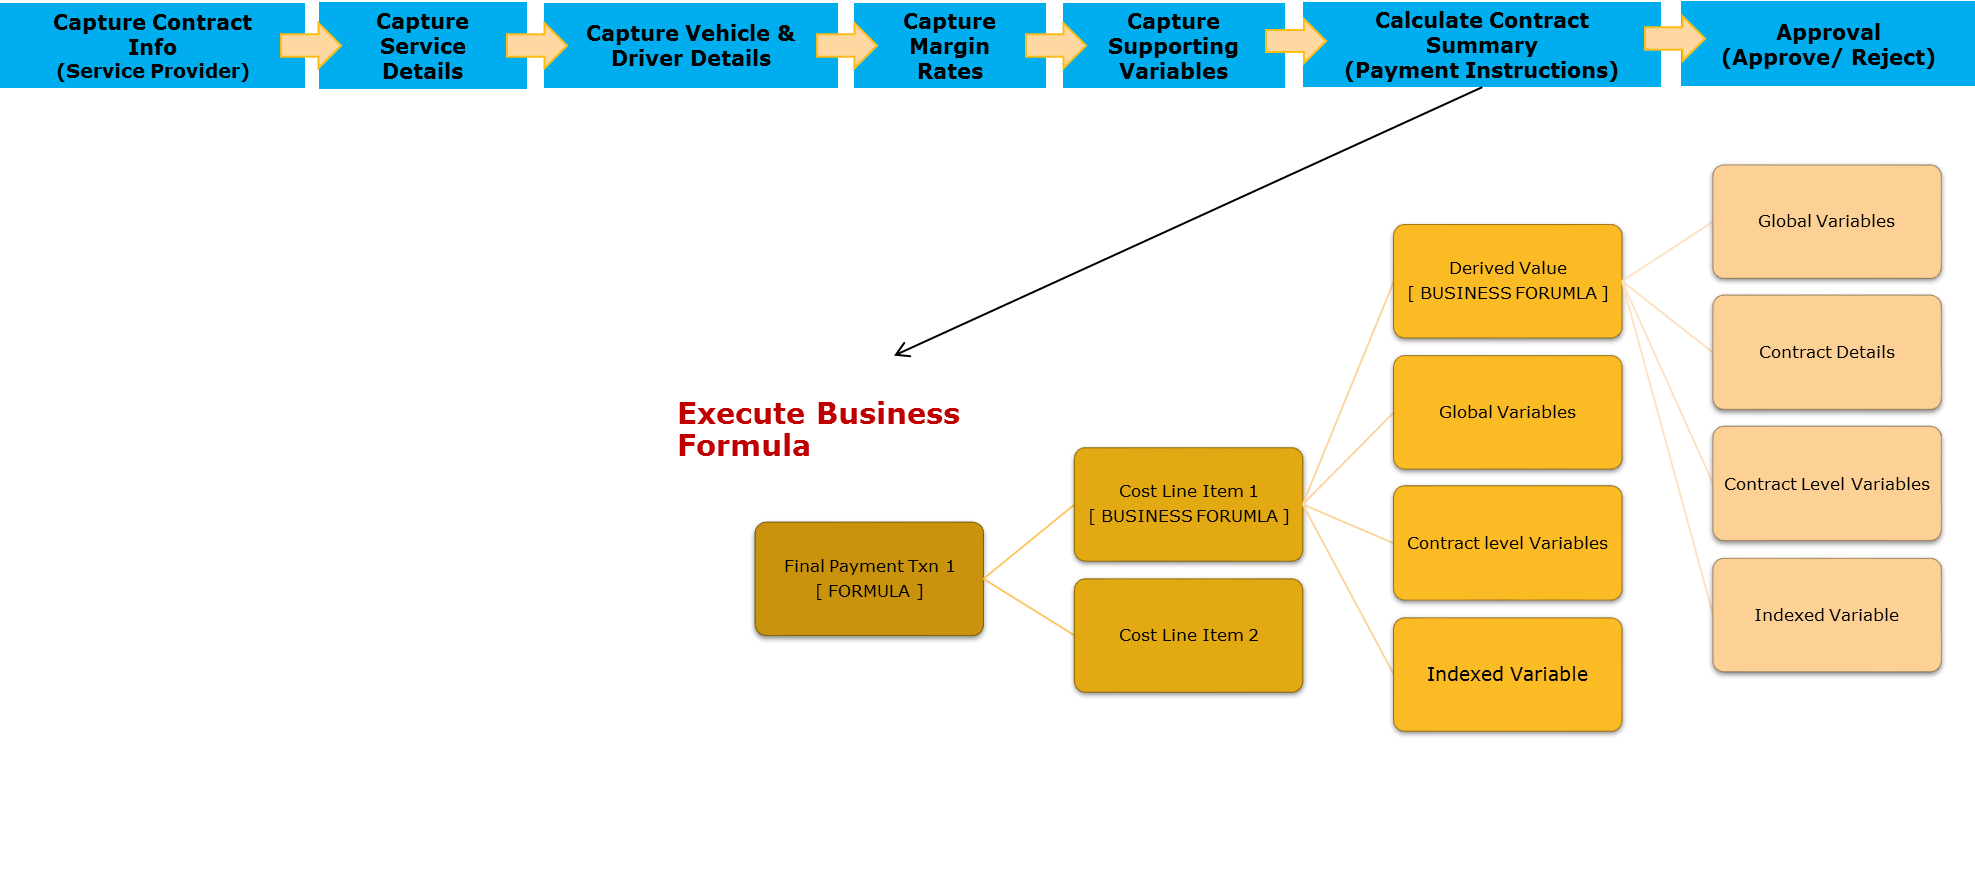 Capture Contract
Info
(Service Provider)
Capture
Service
Details
Capture Vehicle &
Driver Details
Capture
Margin
Rates
Capture
Supporting
Variables
Calculate Contract
Summary
(Payment Instructions)
Approval
(Approve/ Reject)
Execute Business
Formula
Final Payment Txn 1
[ FORMULA ]
Cost Line Item 1
[ BUSINESS FORUMLA ]
Cost Line Item 2
Derived Value
[ BUSINESS FORUMLA ]
Global Variables
Contract level Variables
Indexed Variable
Global Variables
Contract Details
Contract Level Variables
Indexed Variable